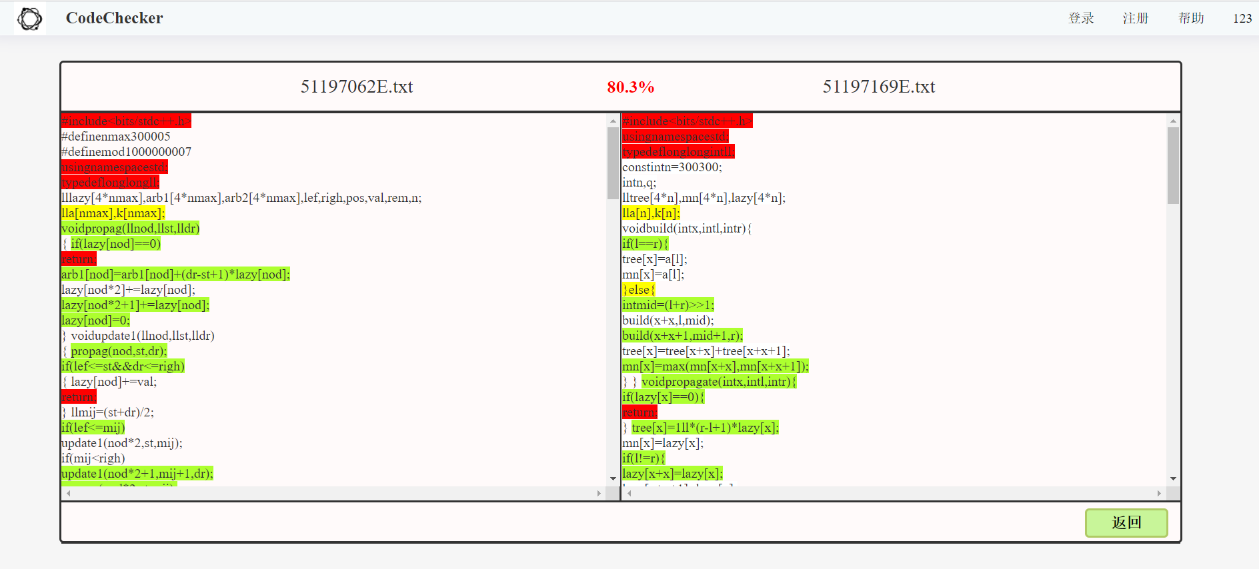 CodeChecker
登录 注册 帮助 123
51197062E.txt 80.3% 51197169E.txt
#include<bits/stdc++.h>
#definenmax300005
#definemod1000000007
usingnamespacestd;
typedeflonglongll;
lllazy[4*nmax],arb1[4*nmax],arb2[4*nmax],lef,righ,pos,val,rem,n;
lla[nmax],k[nmax];
voidpropag(llnod,llst,lldr)
{ if(lazy[nod]==0)
return;
arb1[nod]=arb1[nod]+(dr-st+1)*lazy[nod];
lazy[nod*2]+=lazy[nod];
lazy[nod*2+1]+=lazy[nod];
lazy[nod]=0;
} voidupdate1(llnod,llst,lldr)
{ propag(nod,st,dr);
if(lef<=st&&dr<=righ)
{ lazy[nod]+=val;
return;
} llmij=(st+dr)/2;
if(lef<=mij)
update1(nod*2,st,mij);
if(mij<righ)
update1(nod*2+1,mij+1,dr);
#include<bits/stdc++.h>
usingnamespacestd;
typedeflonglongintll;
constintn=300300;
intn,q;
lltree[4*n],mn[4*n],lazy[4*n];
lla[n],k[n];
voidbuild(intx,intl,intr){
if(l==r){
tree[x]=a[l];
mn[x]=a[l];
}else{
intmid=(l+r)>>1;
build(x+x,l,mid);
build(x+x+1,mid+1,r);
tree[x]=tree[x+x]+tree[x+x+1];
mn[x]=max(mn[x+x],mn[x+x+1]);
} } voidpropagate(intx,intl,intr){
if(lazy[x]==0){
return;
} tree[x]=1ll*(r-l+1)*lazy[x];
mn[x]=lazy[x];
if(l!=r){
lazy[x+x]=lazy[x];
返回